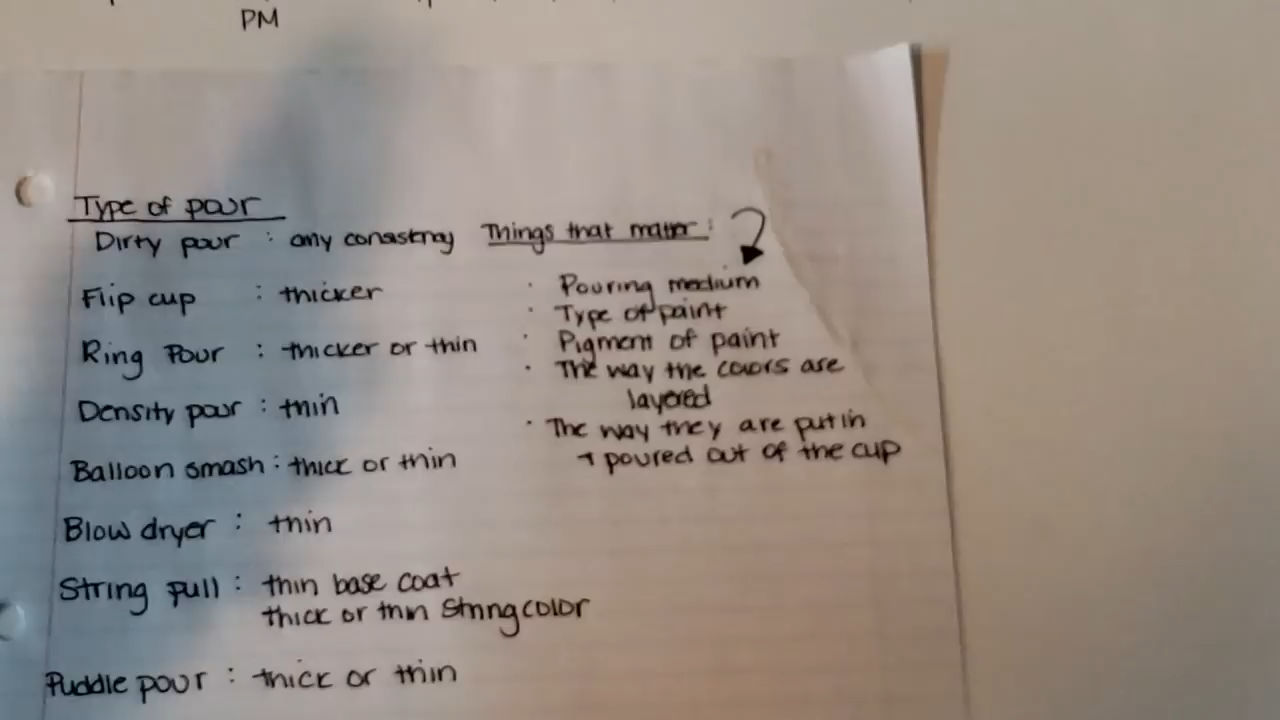 PM
Type of pour
Dirty pour : any consistency
Flip cup : thicker
Ring Pour : thicker or thin
Density pour : thin
Balloon smash : thick or thin
Blow dryer : thin
String pull : thin base coat
thick or thin String color
Puddle pour : thick or thin
Things that matter :
· Pouring medium
· Type of paint
· Pigment of paint
· The way the colors are
layered
· The way they are put in
+ poured out of the cup